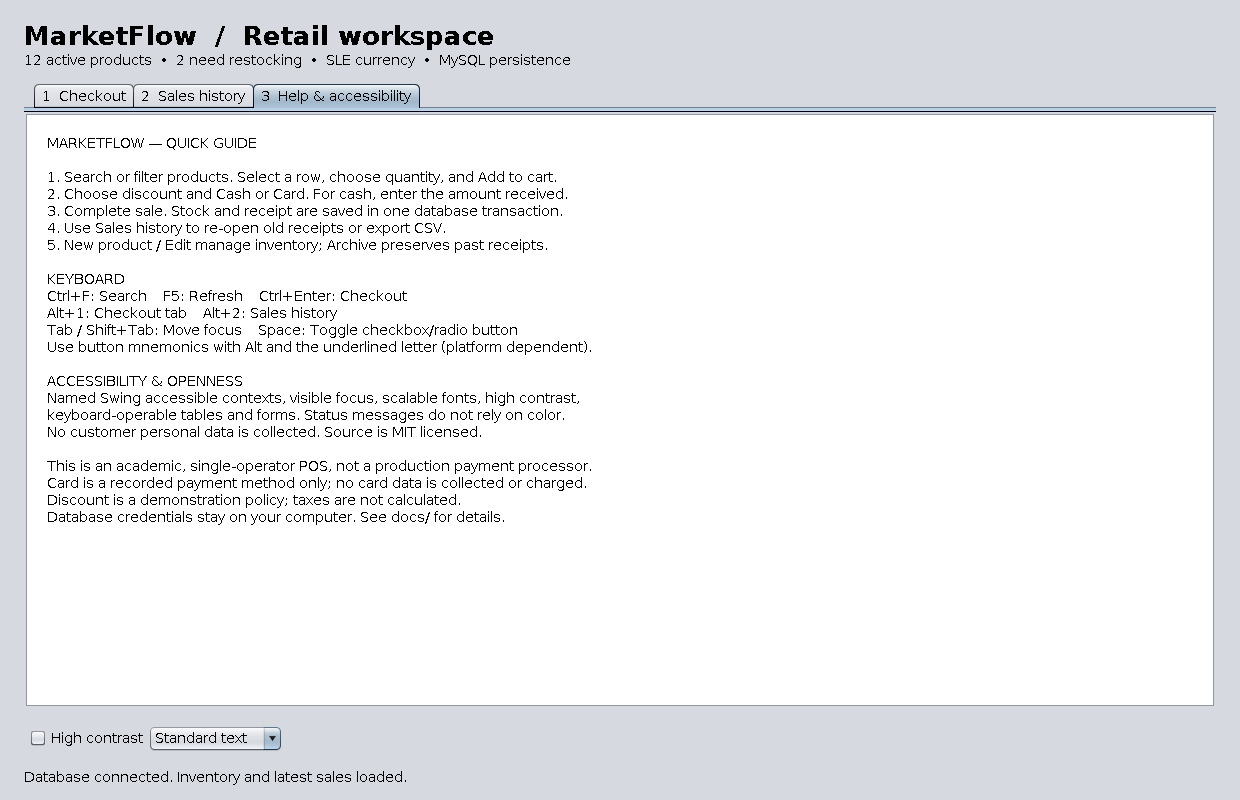 MarketFlow / Retail workspace
12 active products • 2 need restocking • SLE currency • MySQL persistence
1 Checkout 2 Sales history 3 Help & accessibility
MARKETFLOW — QUICK GUIDE
1. Search or filter products. Select a row, choose quantity, and Add to cart.
2. Choose discount and Cash or Card. For cash, enter the amount received.
3. Complete sale. Stock and receipt are saved in one database transaction.
4. Use Sales history to re-open old receipts or export CSV.
5. New product / Edit manage inventory; Archive preserves past receipts.
KEYBOARD
Ctrl+F: Search F5: Refresh Ctrl+Enter: Checkout
Alt+1: Checkout tab Alt+2: Sales history
Tab / Shift+Tab: Move focus Space: Toggle checkbox/radio button
Use button mnemonics with Alt and the underlined letter (platform dependent).
ACCESSIBILITY & OPENNESS
Named Swing accessible contexts, visible focus, scalable fonts, high contrast,
keyboard-operable tables and forms. Status messages do not rely on color.
No customer personal data is collected. Source is MIT licensed.
This is an academic, single-operator POS, not a production payment processor.
Card is a recorded payment method only; no card data is collected or charged.
Discount is a demonstration policy; taxes are not calculated.
Database credentials stay on your computer. See docs/ for details.
High contrast Standard text
Database connected. Inventory and latest sales loaded.